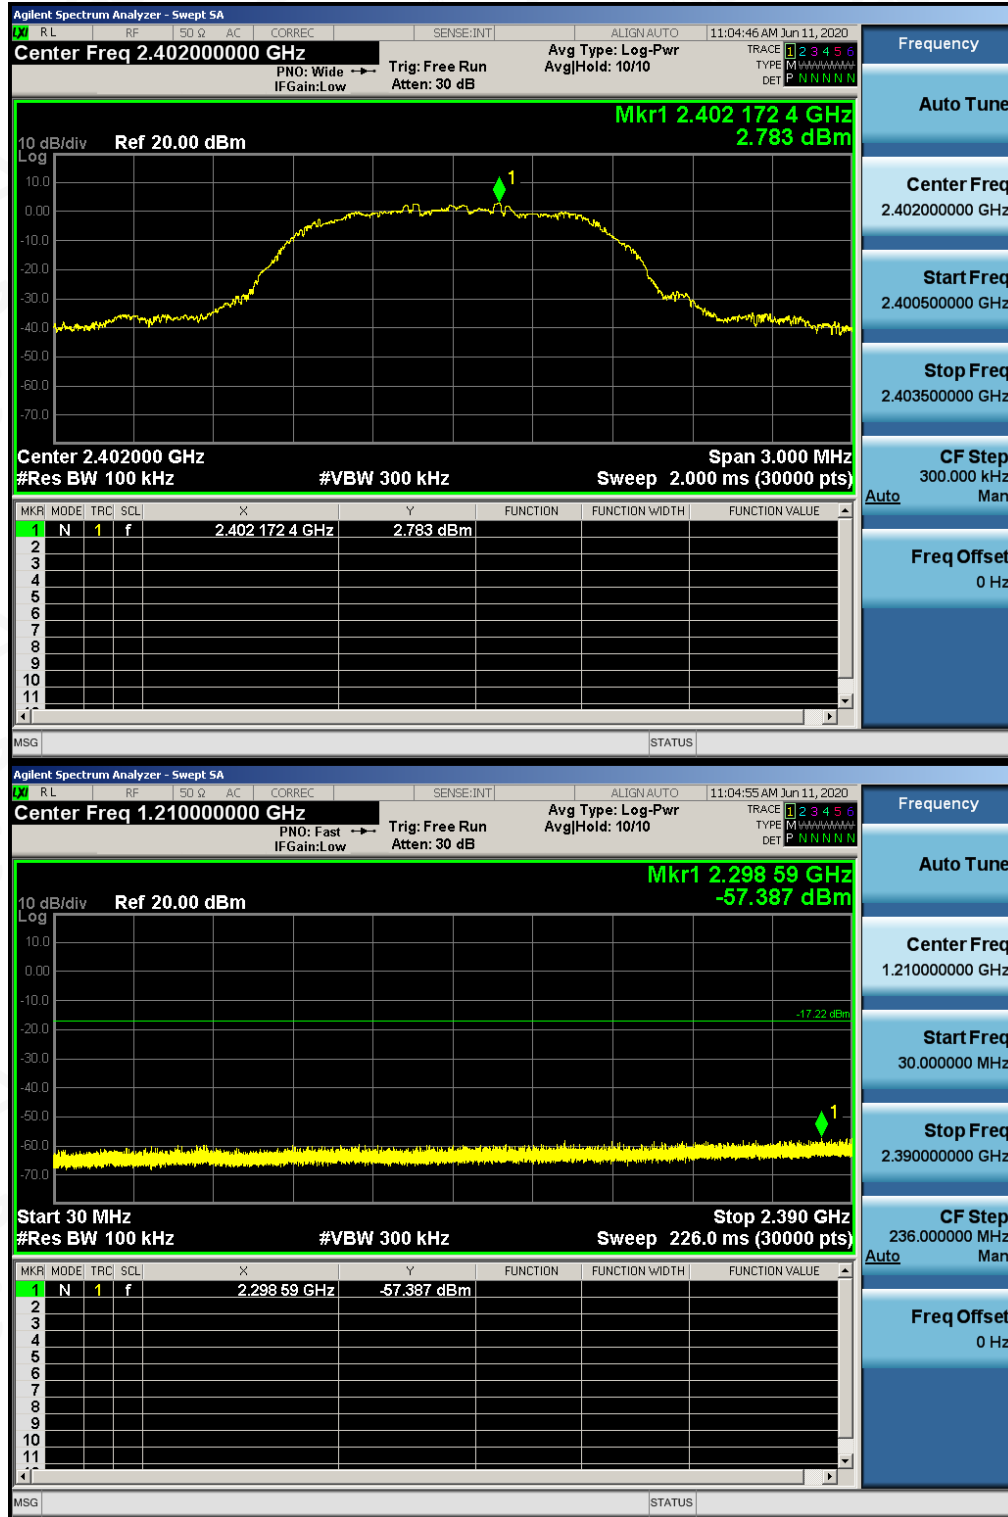 Agilent Spectrum Analyzer - Swept SA
LXI RL RF 50 Ω AC CORREC SENSE:INT ALIGN AUTO 11:04:46 AM Jun 11, 2020
Center Freq 2.402000000 GHz
PNO: Wide
IFGain:Low
Trig: Free Run
Atten: 30 dB
Avg Type: Log-Pwr
Avg|Hold: 10/10
TRACE 1 2 3 4 5 6
TYPE M
DET P N N N N N
Mkr1 2.402 172 4 GHz
2.783 dBm
10 dB/div Ref 20.00 dBm
Log
10.0
0.00
-10.0
-20.0
-30.0
-40.0
-50.0
-60.0
-70.0
1
Center 2.402000 GHz Span 3.000 MHz
#Res BW 100 kHz #VBW 300 kHz Sweep 2.000 ms (30000 pts)
MKR MODE TRC SCL X Y FUNCTION FUNCTION WIDTH FUNCTION VALUE
1 N 1 f 2.402 172 4 GHz 2.783 dBm
2
3
4
5
6
7
8
9
10
11
MSG STATUS
Frequency
Auto Tune
Center Freq
2.402000000 GHz
Start Freq
2.400500000 GHz
Stop Freq
2.403500000 GHz
CF Step
300.000 kHz
Auto Man
Freq Offset
0 Hz
Agilent Spectrum Analyzer - Swept SA
LXI RL RF 50 Ω AC CORREC SENSE:INT ALIGN AUTO 11:04:55 AM Jun 11, 2020
Center Freq 1.210000000 GHz
PNO: Fast
IFGain:Low
Trig: Free Run
Atten: 30 dB
Avg Type: Log-Pwr
Avg|Hold: 10/10
TRACE 1 2 3 4 5 6
TYPE M
DET P N N N N N
Mkr1 2.298 59 GHz
-57.387 dBm
10 dB/div Ref 20.00 dBm
Log
10.0
0.00
-10.0
-20.0
-30.0
-40.0
-50.0
-60.0
-70.0
-17.22 dBm
1
Start 30 MHz Stop 2.390 GHz
#Res BW 100 kHz #VBW 300 kHz Sweep 226.0 ms (30000 pts)
MKR MODE TRC SCL X Y FUNCTION FUNCTION WIDTH FUNCTION VALUE
1 N 1 f 2.298 59 GHz -57.387 dBm
2
3
4
5
6
7
8
9
10
11
MSG STATUS
Frequency
Auto Tune
Center Freq
1.210000000 GHz
Start Freq
30.000000 MHz
Stop Freq
2.390000000 GHz
CF Step
236.000000 MHz
Auto Man
Freq Offset
0 Hz